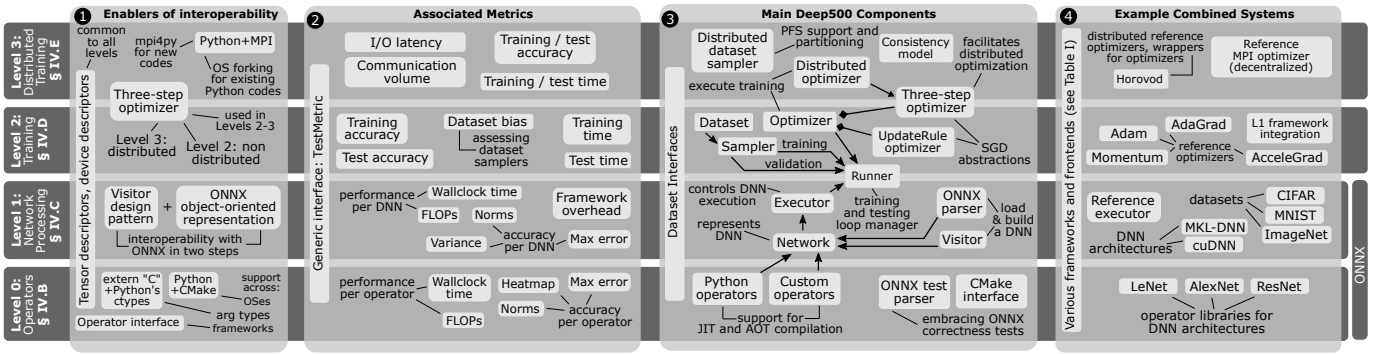 1 Enablers of interoperability
2 Associated Metrics
3 Main Deep500 Components
4 Example Combined Systems
Level 3:
Distributed
Training
§ IV.E
Level 2:
Training
§ IV.D
Level 1:
Network
Processing
§ IV.C
Level 0:
Operators
§ IV.B
Tensor descriptors, device descriptors
common to all
levels
mpi4py
for new
codes
Python+MPI
OS forking
for existing
Python codes
Three-step
optimizer
used in
Levels 2-3
Level 3:
distributed
Level 2: non
distributed
Visitor
design
pattern
+
ONNX
object-oriented
representation
interoperability with
ONNX in two steps
extern "C"
+Python's
ctypes
Python
+CMake
support
across:
OSes
arg types
Operator interface
frameworks
Generic interface: TestMetric
I/O latency
Communication
volume
Training / test
accuracy
Training / test time
Training
accuracy
Test accuracy
Dataset bias
assessing
dataset
samplers
Training
time
Test time
performance
per DNN
Wallclock time
FLOPs
Norms
Variance
accuracy
per DNN
Framework
overhead
Max error
performance
per operator
Wallclock
time
FLOPs
Heatmap
Norms
Max error
accuracy
per operator
Dataset Interfaces
Distributed
dataset
sampler
PFS support and
partitioning
Distributed
optimizer
execute training
Consistency
model
facilitates
distributed
optimization
Three-step
optimizer
Dataset
Optimizer
Sampler
training
validation
UpdateRule
optimizer
SGD
abstractions
Runner
controls DNN
execution
Executor
training
and testing
loop manager
represents
DNN
Network
ONNX
parser
Visitor
load
& build
a DNN
Python
operators
Custom
operators
support for
JIT and AOT compilation
ONNX test
parser
CMake
interface
embracing ONNX
correctness tests
Various frameworks and frontends (see Table I)
distributed reference
optimizers, wrappers
for optimizers
Horovod
Reference
MPI optimizer
(decentralized)
Adam
AdaGrad
Momentum
reference
optimizers
L1 framework
integration
AcceleGrad
Reference
executor
datasets
CIFAR
MNIST
ImageNet
DNN
architectures
MKL-DNN
cuDNN
LeNet
AlexNet
ResNet
operator libraries for
DNN architectures
ONNX